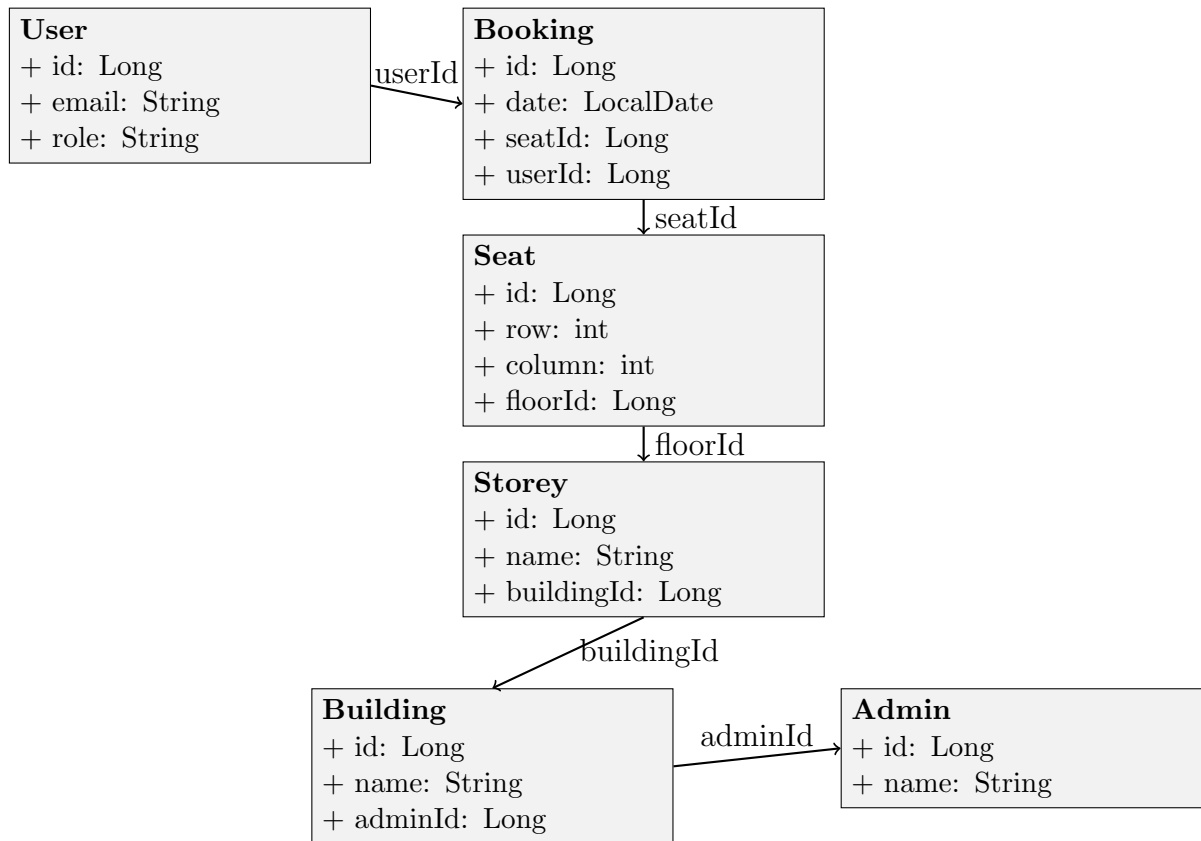 User
+ id: Long
+ email: String
+ role: String
userId
Booking
+ id: Long
+ date: LocalDate
+ seatId: Long
+ userId: Long
seatId
Seat
+ id: Long
+ row: int
+ column: int
+ floorId: Long
floorId
Storey
+ id: Long
+ name: String
+ buildingId: Long
buildingId
Building
+ id: Long
+ name: String
+ adminId: Long
adminId
Admin
+ id: Long
+ name: String